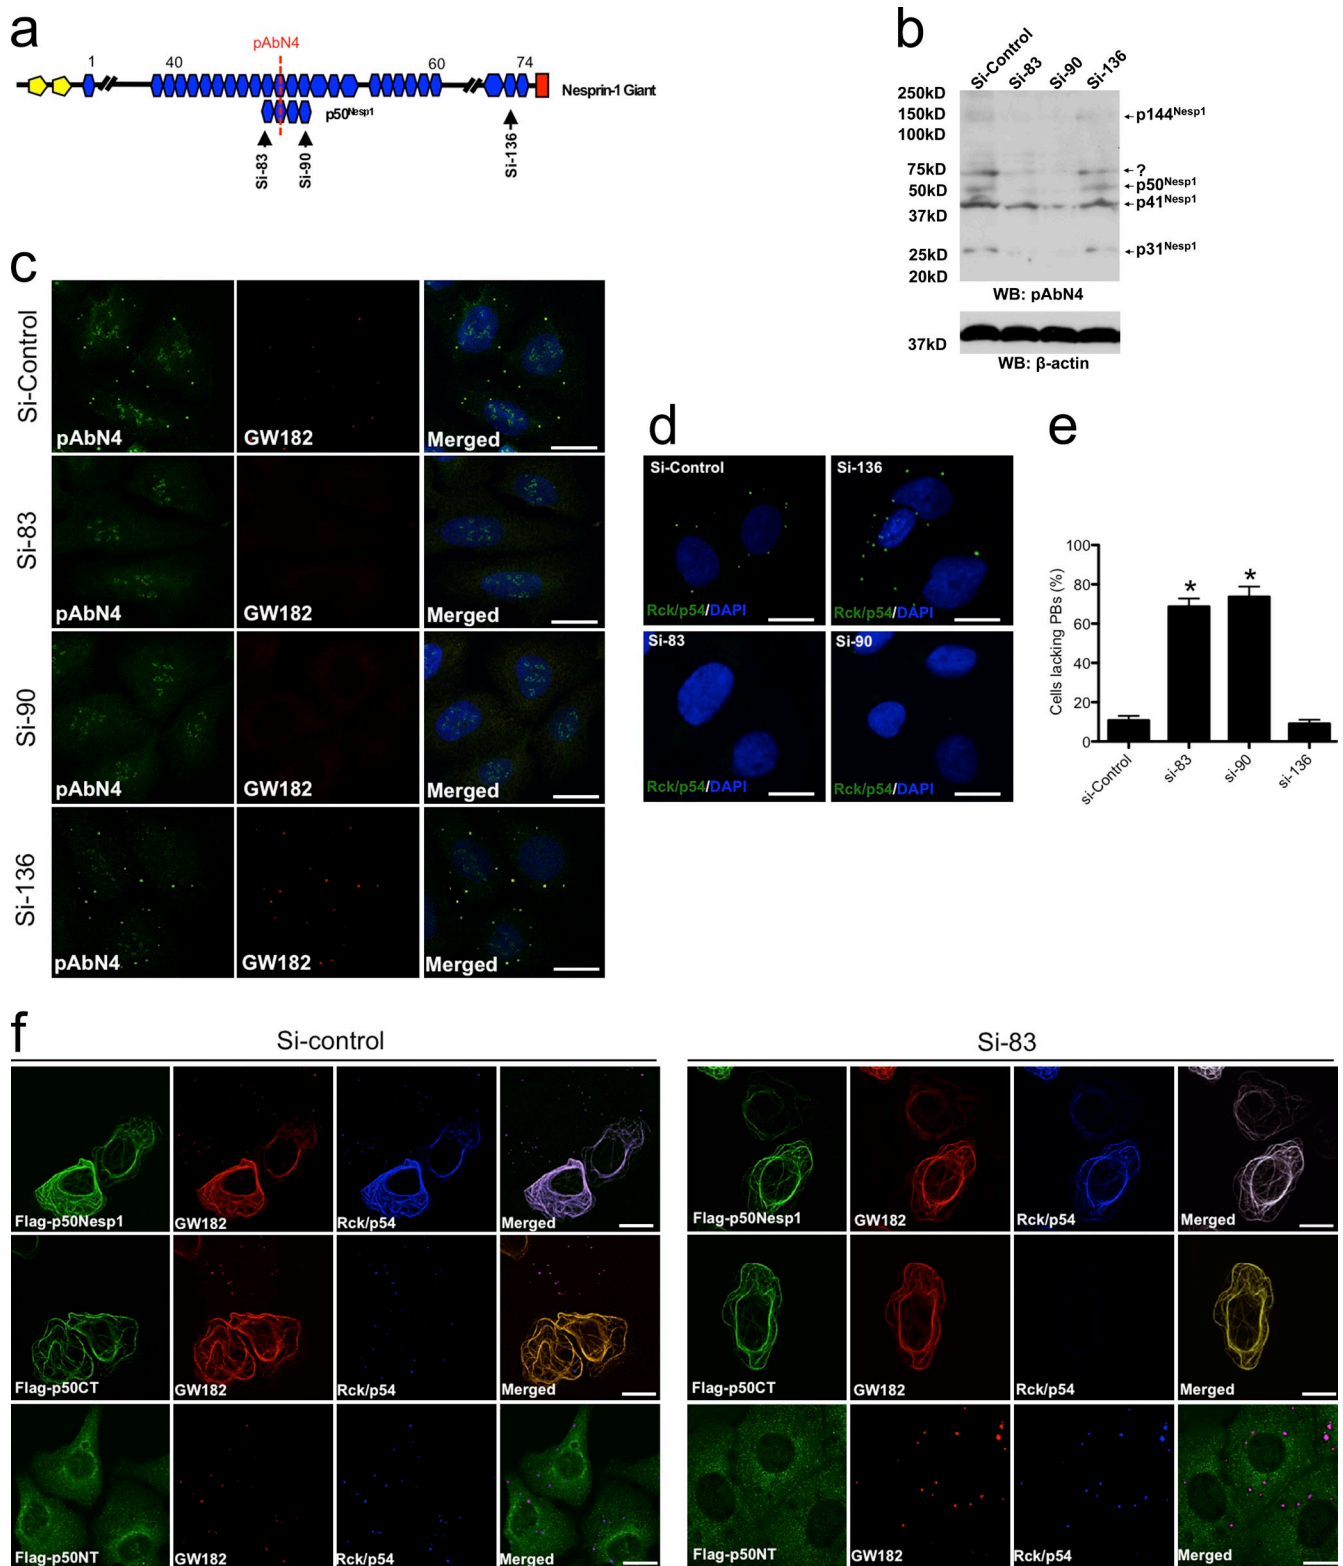 a
pAbN4
1
40
60
74
Nesprin-1 Giant
p50Nesp1
Si-83
Si-90
Si-136
b
Si-Control
Si-83
Si-90
Si-136
250kD
150kD
100kD
75kD
50kD
37kD
25kD
20kD
p144Nesp1
?
p50Nesp1
p41Nesp1
p31Nesp1
WB: pAbN4
37kD
WB: β-actin
c
Si-Control
pAbN4
GW182
Merged
Si-83
pAbN4
GW182
Merged
Si-90
pAbN4
GW182
Merged
Si-136
pAbN4
GW182
Merged
d
Si-Control
Rck/p54/DAPI
Si-136
Rck/p54/DAPI
Si-83
Rck/p54/DAPI
Si-90
Rck/p54/DAPI
e
Cells lacking PBs (%)
100
80
60
40
20
0
*
*
si-Control
si-83
si-90
si-136
f
Si-control
Flag-p50Nesp1
GW182
Rck/p54
Merged
Flag-p50CT
GW182
Rck/p54
Merged
Flag-p50NT
GW182
Rck/p54
Merged
Si-83
Flag-p50Nesp1
GW182
Rck/p54
Merged
Flag-p50CT
GW182
Rck/p54
Merged
Flag-p50NT
GW182
Rck/p54
Merged